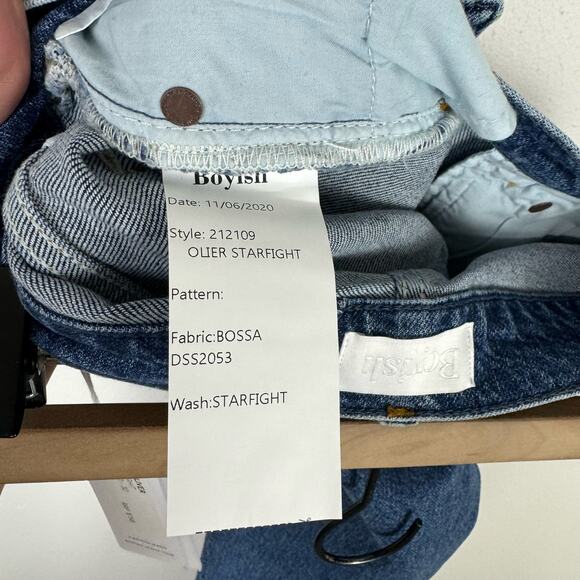 Boyish
Date: 11/06/2020
Style: 212109
OLIER STARFIGHT
Pattern:
Fabric:BOSSA
DSS2053
Wash:STARFIGHT
Boyish